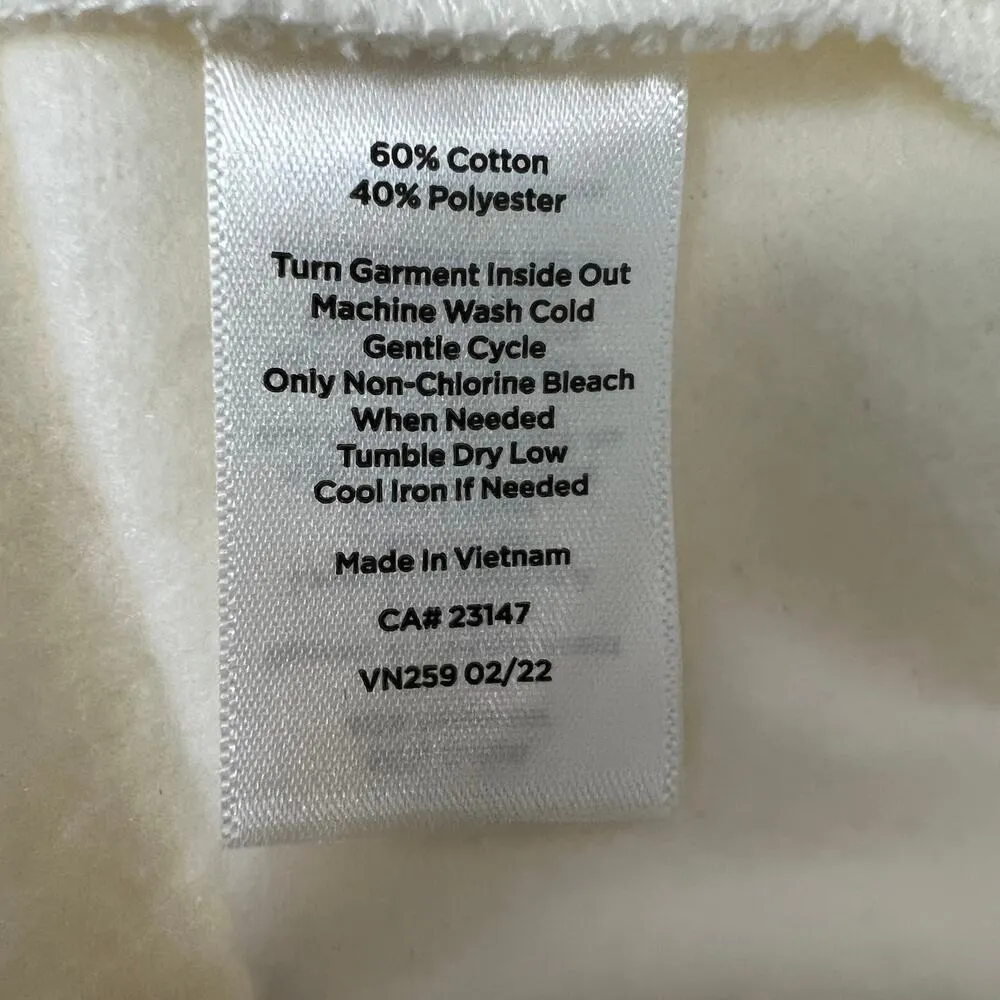 60% Cotton
40% Polyester
Turn Garment Inside Out
Machine Wash Cold
Gentle Cycle
Only Non-Chlorine Bleach
When Needed
Tumble Dry Low
Cool Iron If Needed
Made In Vietnam
CA# 23147
VN259 02/22